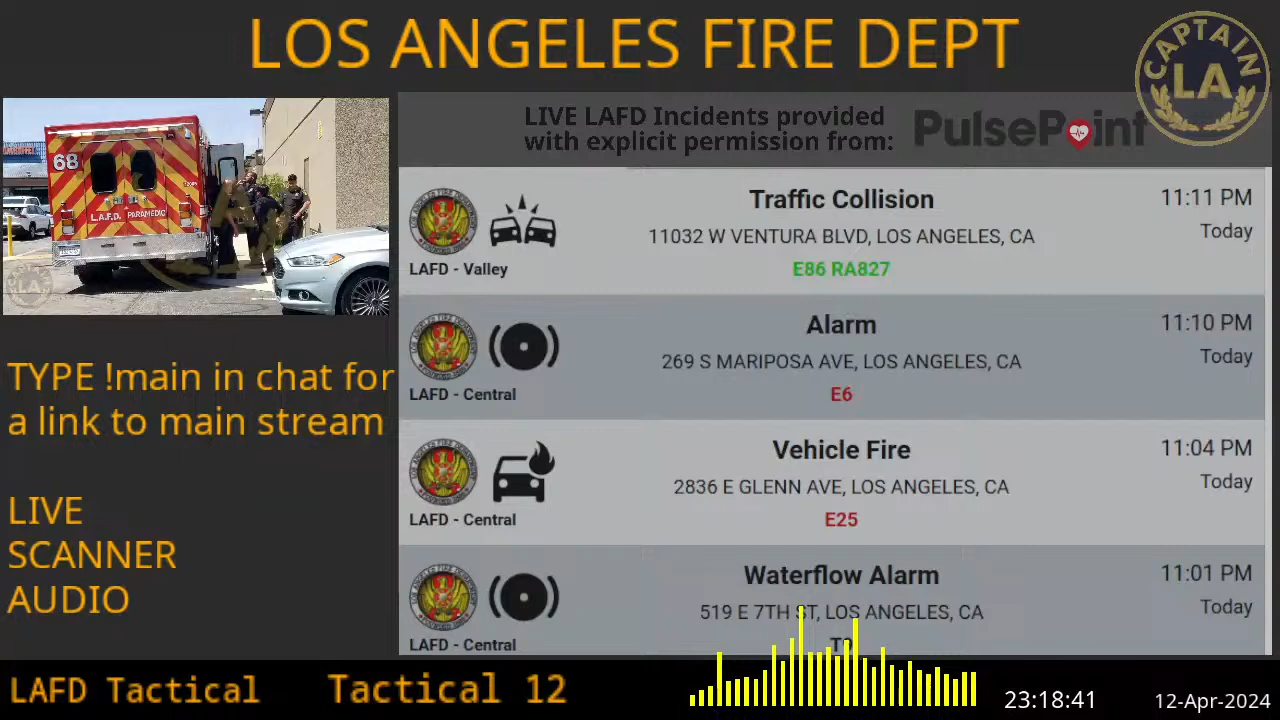 LOS ANGELES FIRE DEPT
CAPTAIN
LA
LIVE LAFD Incidents provided
with explicit permission from:
PulsePoint
68
L.A.F.D. PARAMEDIC
TYPE !main in chat for
a link to main stream
LIVE
SCANNER
AUDIO
Traffic Collision
11:11 PM
11032 W VENTURA BLVD, LOS ANGELES, CA
Today
LAFD - Valley
E86 RA827
Alarm
11:10 PM
269 S MARIPOSA AVE, LOS ANGELES, CA
Today
LAFD - Central
E6
Vehicle Fire
11:04 PM
2836 E GLENN AVE, LOS ANGELES, CA
Today
LAFD - Central
E25
Waterflow Alarm
11:01 PM
519 E 7TH ST, LOS ANGELES, CA
Today
LAFD - Central
LAFD Tactical
Tactical 12
23:18:41
12-Apr-2024